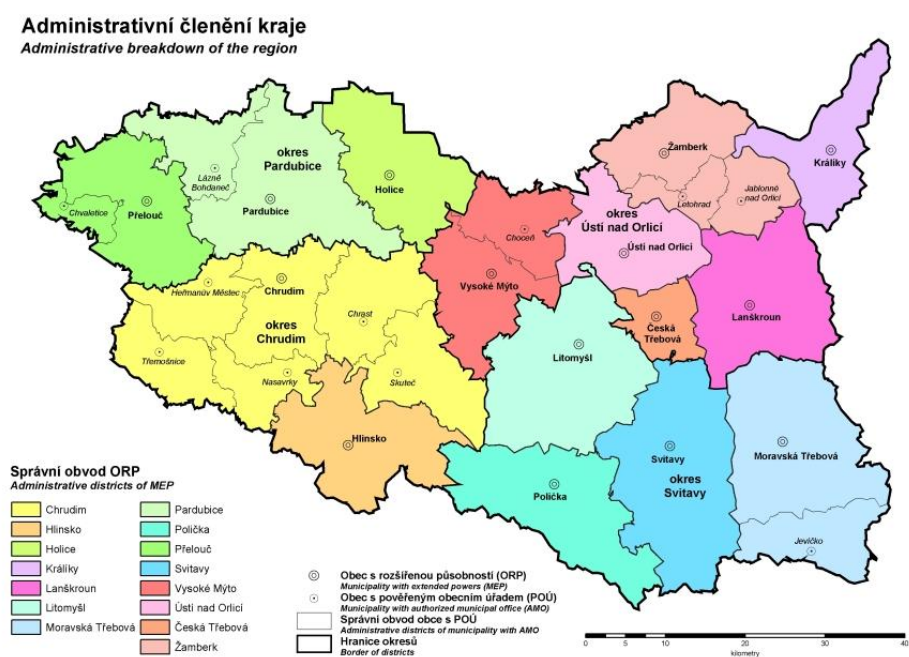 Administrativní členění kraje
Administrative breakdown of the region
okres
Pardubice
Lázně
Bohdaneč
Pardubice
Holice
Chvaletice
Přelouč
Žamberk
Králíky
Letohrad
Jablonné
nad Orlicí
okres
Ústí nad Orlicí
Ústí nad Orlicí
Choceň
Vysoké Mýto
Heřmanův Městec
Chrudim
okres
Chrudim
Chrast
Třemošnice
Nasavrky
Skuteč
Lanškroun
Česká
Třebová
Litomyšl
Hlinsko
Svitavy
okres
Svitavy
Moravská Třebová
Polička
Jevíčko
Správní obvod ORP
Administrative districts of MEP
Chrudim
Hlinsko
Holice
Králíky
Lanškroun
Litomyšl
Moravská Třebová
Pardubice
Polička
Přelouč
Svitavy
Vysoké Mýto
Ústí nad Orlicí
Česká Třebová
Žamberk
Obec s rozšířenou působností (ORP)
Municipality with extended powers (MEP)
Obec s pověřeným obecním úřadem (POÚ)
Municipality with authorized municipal office (AMO)
Správní obvod obce s POÚ
Administrative districts of municipality with AMO
Hranice okresů
Border of districts
0 5 10 20 30 40
kilometry